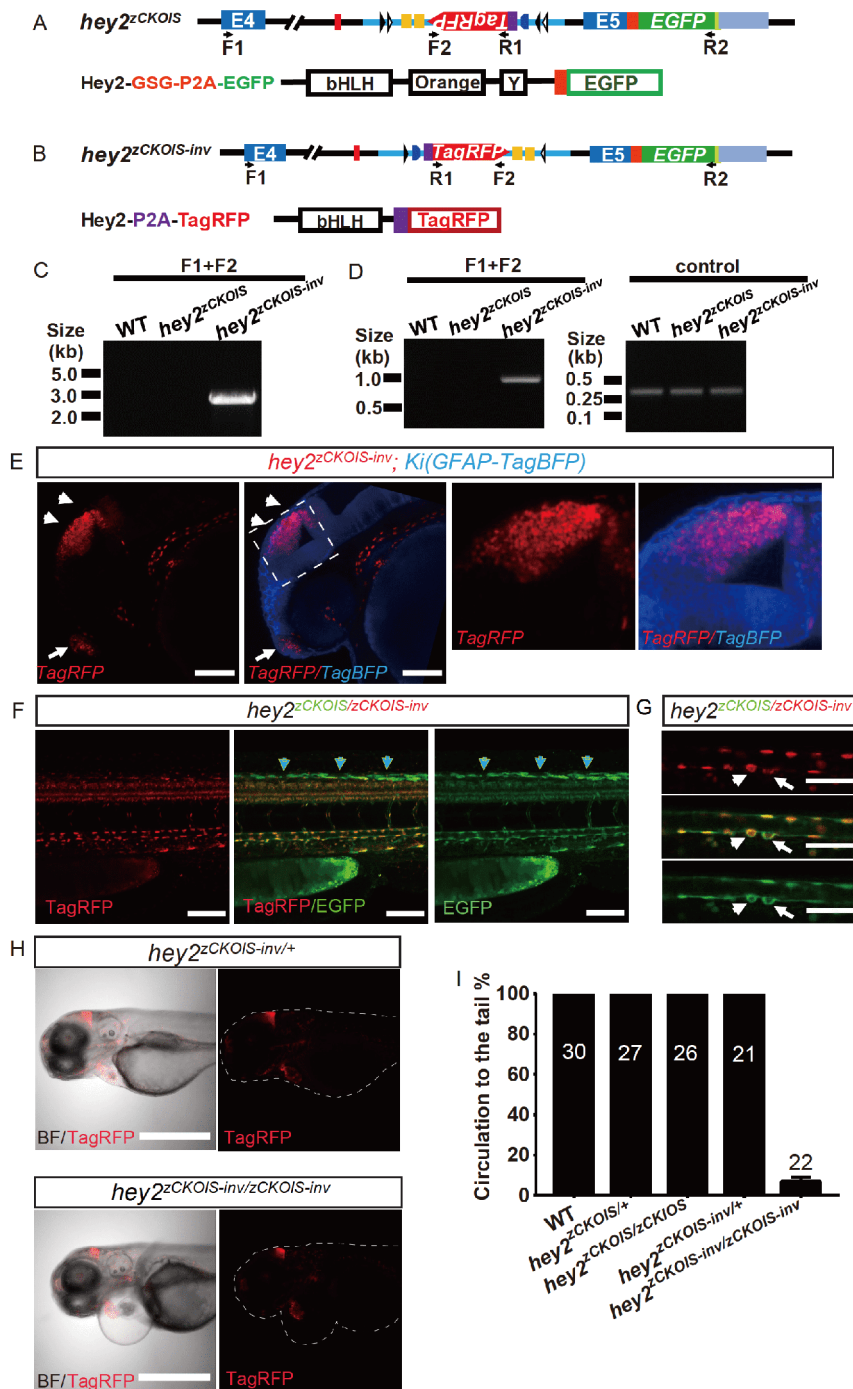 A
hey2zCKOIS
E4
TagRFP
E5
EGFP
F1
F2
R1
R2
Hey2-GSG-P2A-EGFP
bHLH
Orange
Y
EGFP
B
hey2zCKOIS-inv
E4
TagRFP
E5
EGFP
F1
R1
F2
R2
Hey2-P2A-TagRFP
bHLH
TagRFP
C
F1+F2
WT
hey2zCKOIS
hey2zCKOIS-inv
Size
(kb)
5.0
3.0
2.0
D
F1+F2
control
WT
hey2zCKOIS
hey2zCKOIS-inv
WT
hey2zCKOIS
hey2zCKOIS-inv
Size
(kb)
1.0
0.5
Size
(kb)
0.5
0.25
0.1
E
hey2zCKOIS-inv; Ki(GFAP-TagBFP)
TagRFP
TagRFP/TagBFP
TagRFP
TagRFP/TagBFP
F
hey2zCKOIS/zCKOIS-inv
TagRFP
TagRFP/EGFP
EGFP
G
hey2zCKOIS/zCKOIS-inv
H
hey2zCKOIS-inv/+
BF/TagRFP
TagRFP
hey2zCKOIS-inv/zCKOIS-inv
BF/TagRFP
TagRFP
I
Circulation to the tail %
100
80
60
40
20
0
30
27
26
21
22
WT
hey2zCKOIS/+
hey2zCKOIS/zCKIOS
hey2zCKOIS-inv/+
hey2zCKOIS-inv/zCKOIS-inv